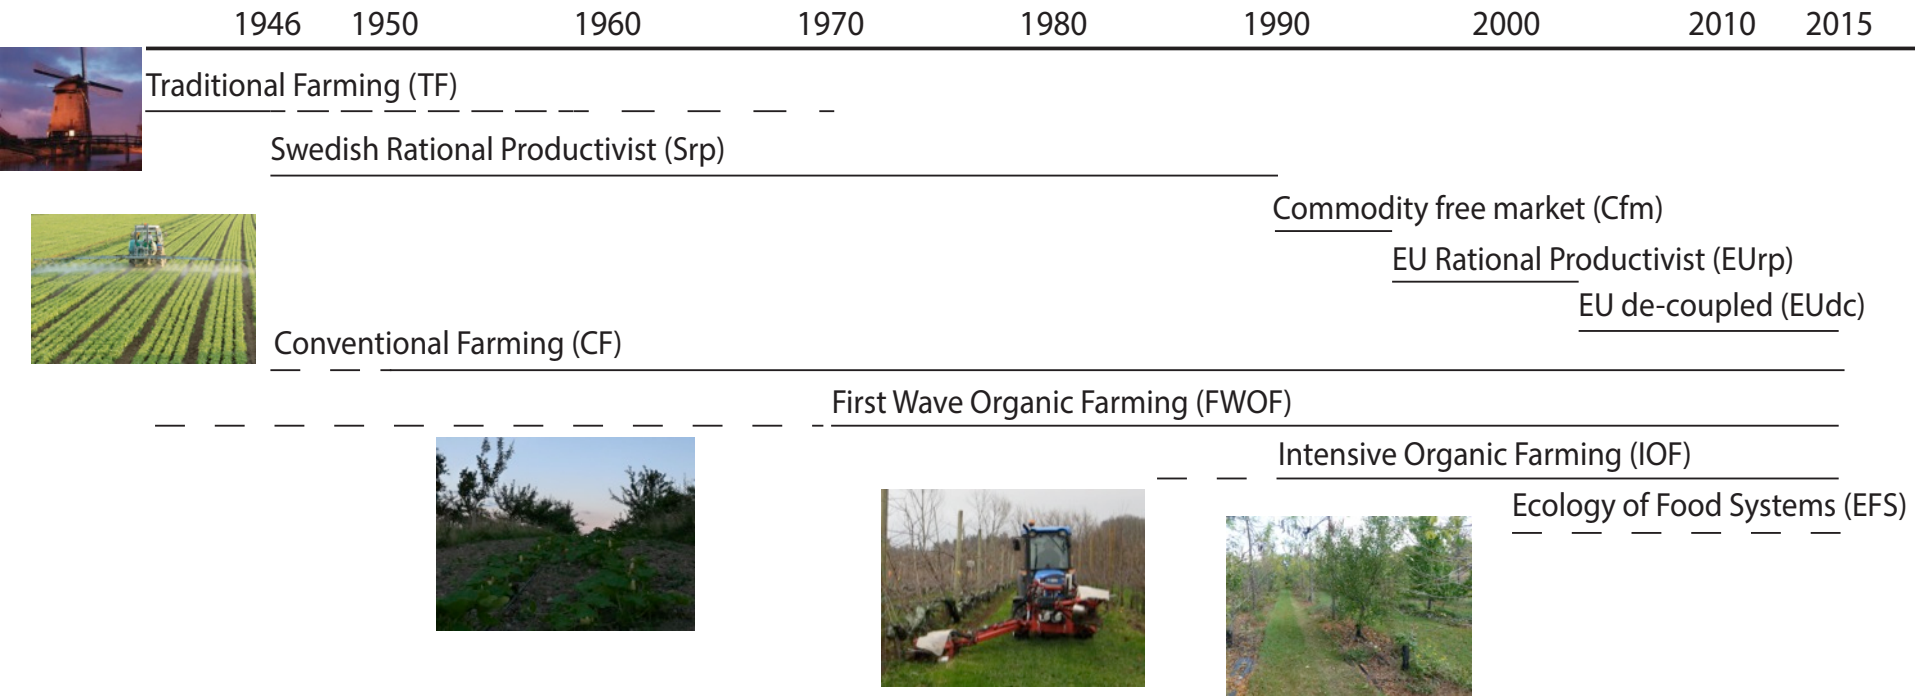 1946 1950 1960 1970 1980 1990 2000 2010 2015
Traditional Farming (TF)
Swedish Rational Productivist (Srp)
Commodity free market (Cfm)
EU Rational Productivist (EUrp)
EU de-coupled (EUdc)
Conventional Farming (CF)
First Wave Organic Farming (FWOF)
Intensive Organic Farming (IOF)
Ecology of Food Systems (EFS)